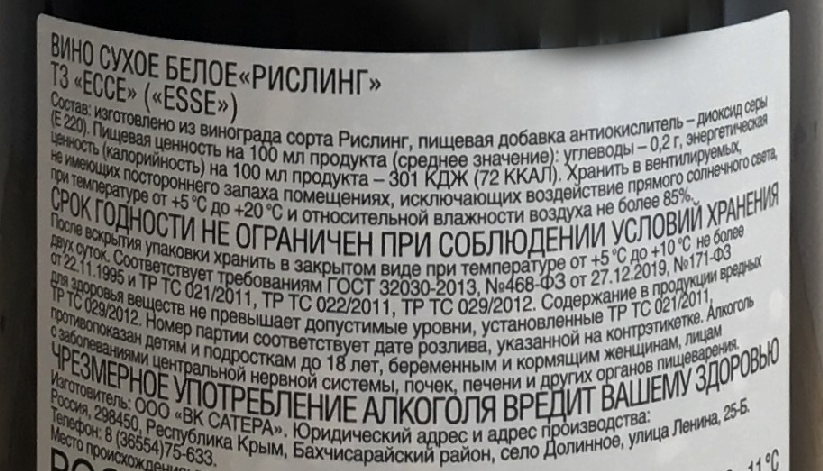 ВИНО СУХОЕ БЕЛОЕ«РИСЛИНГ»
ТЗ «ЕССЕ» («ESSE»)
Состав: изготовлено из винограда сорта Рислинг, пищевая добавка антиокислитель – диоксид серы
(Е 220). Пищевая ценность на 100 мл продукта (среднее значение): углеводы – 0,2 г, энергетическая
ценность (калорийность) на 100 мл продукта – 301 КДЖ (72 ККАЛ). Хранить в вентилируемых,
не имеющих постороннего запаха помещениях, исключающих воздействие прямого солнечного света,
при температуре от +5 °С до +20 °С и относительной влажности воздуха не более 85%.
СРОК ГОДНОСТИ НЕ ОГРАНИЧЕН ПРИ СОБЛЮДЕНИИ УСЛОВИЙ ХРАНЕНИЯ
После вскрытия упаковки хранить в закрытом виде при температуре от +5 °С до +10 °С не более
двух суток. Соответствует требованиям ГОСТ 32030-2013, №468-ФЗ от 27.12.2019, №171-ФЗ
от 22.11.1995 и ТР ТС 021/2011, ТР ТС 022/2011, ТР ТС 029/2012. Содержание в продукции вредных
для здоровья веществ не превышает допустимые уровни, установленные ТР ТС 021/2011,
ТР ТС 029/2012. Номер партии соответствует дате розлива, указанной на контрэтикетке. Алкоголь
противопоказан детям и подросткам до 18 лет, беременным и кормящим женщинам, лицам
с заболеваниями центральной нервной системы, почек, печени и других органов пищеварения.
ЧРЕЗМЕРНОЕ УПОТРЕБЛЕНИЕ АЛКОГОЛЯ ВРЕДИТ ВАШЕМУ ЗДОРОВЬЮ
Изготовитель: ООО «ВК САТЕРА». Юридический адрес и адрес производства:
Россия, 298450, Республика Крым, Бахчисарайский район, село Долинное, улица Ленина, 25-Б.
Телефон: 8 (36554)75-633.
Место происхождения
11 °С